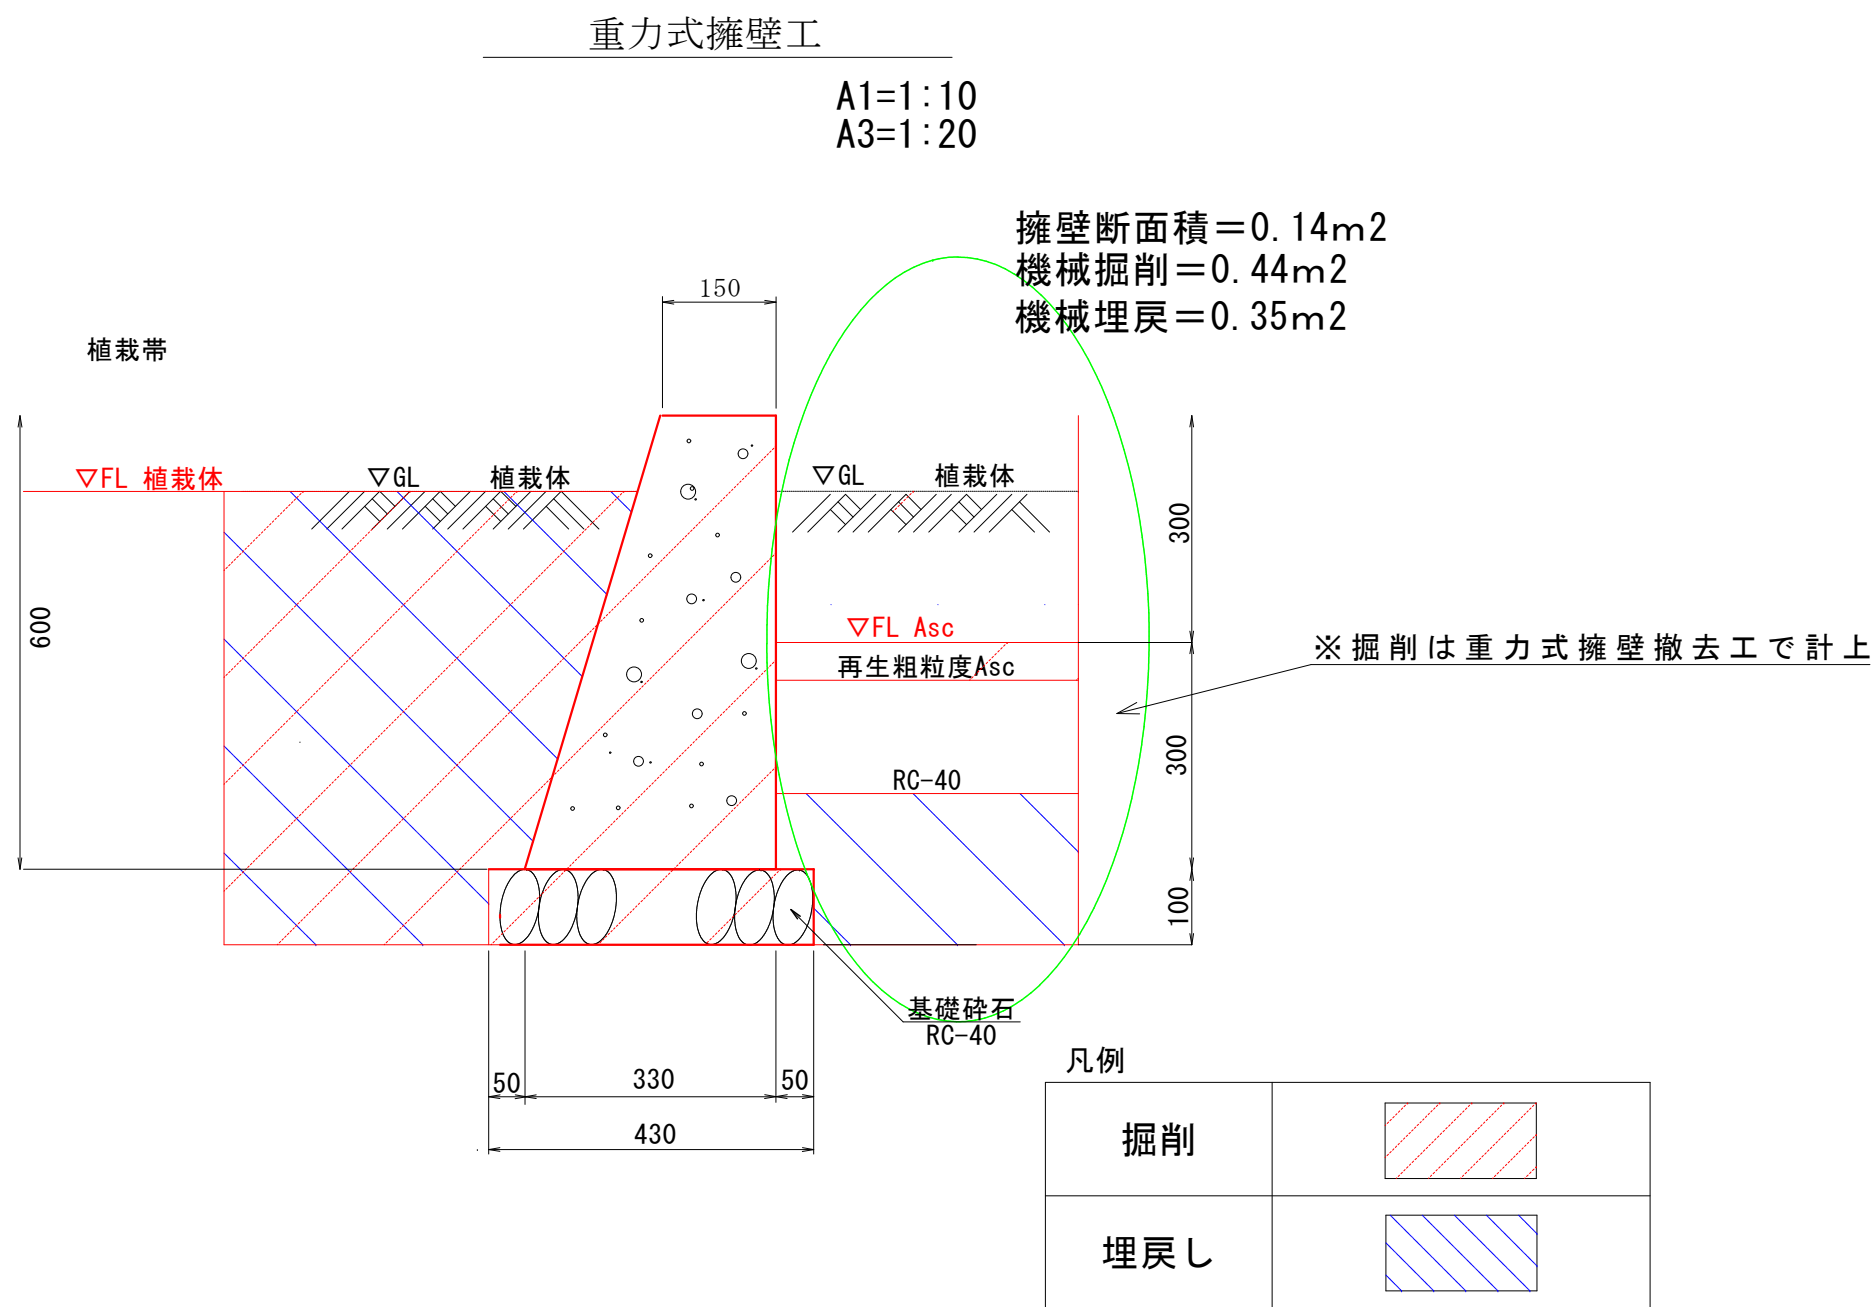 重力式擁壁工
A1=1:10
A3=1:20
擁壁断面積＝0.14m2
機械掘削＝0.44m2
機械埋戻＝0.35m2
150
植栽帯
▽FL 植栽体
▽GL 植栽体
▽GL 植栽体
300
600
▽FL Asc
再生粗粒度Asc
※掘削は重力式擁壁撤去工で計上
300
RC-40
100
基礎砕石
RC-40
50
330
50
430
凡例
掘削
埋戻し